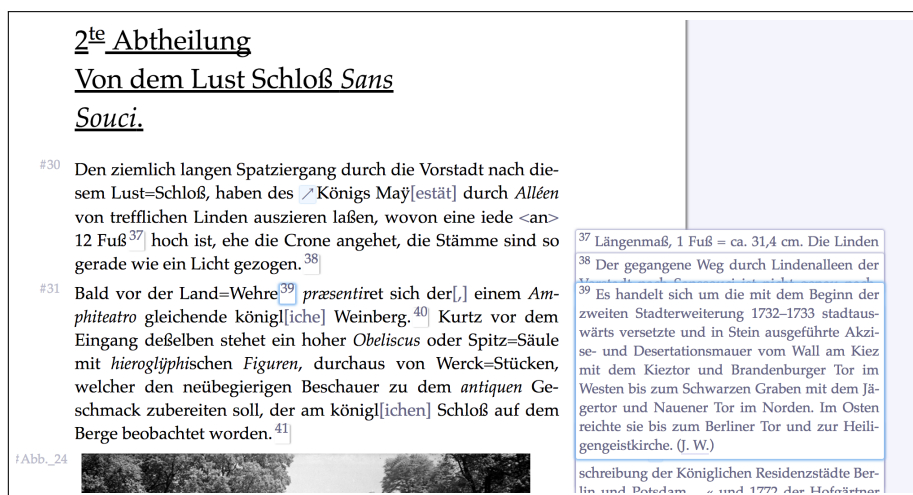 2te Abtheilung
Von dem Lust Schloß Sans
Souci.
#30
Den ziemlich langen Spatziergang durch die Vorstadt nach die-
sem Lust=Schloß, haben des ↗Königs Maÿ[estät] durch Alléen
von trefflichen Linden auszieren laßen, wovon eine iede <an>
12 Fuß37 hoch ist, ehe die Crone angehet, die Stämme sind so
gerade wie ein Licht gezogen.38
#31
Bald vor der Land=Wehre39 præsentiret sich der[,] einem Am-
phiteatro gleichende königl[iche] Weinberg.40 Kurtz vor dem
Eingang deßelben stehet ein hoher Obeliscus oder Spitz=Säule
mit hieroglÿphischen Figuren, durchaus von Werck=Stücken,
welcher den neübegierigen Beschauer zu dem antiquen Ge-
schmack zubereiten soll, der am königl[ichen] Schloß auf dem
Berge beobachtet worden.41
Abb._24
37 Längenmaß, 1 Fuß = ca. 31,4 cm. Die Linden
38 Der gegangene Weg durch Lindenalleen der
39 Es handelt sich um die mit dem Beginn der
zweiten Stadterweiterung 1732–1733 stadtaus-
wärts versetzte und in Stein ausgeführte Akzi-
se- und Desertationsmauer vom Wall am Kiez
mit dem Kieztor und Brandenburger Tor im
Westen bis zum Schwarzen Graben mit dem Jä-
gertor und Nauener Tor im Norden. Im Osten
reichte sie bis zum Berliner Tor und zur Heili-
gengeistkirche. (J. W.)
schreibung der Königlichen Residenzstädte Ber-
lin und Potsdam ...« und 1772 der Hofgärtner